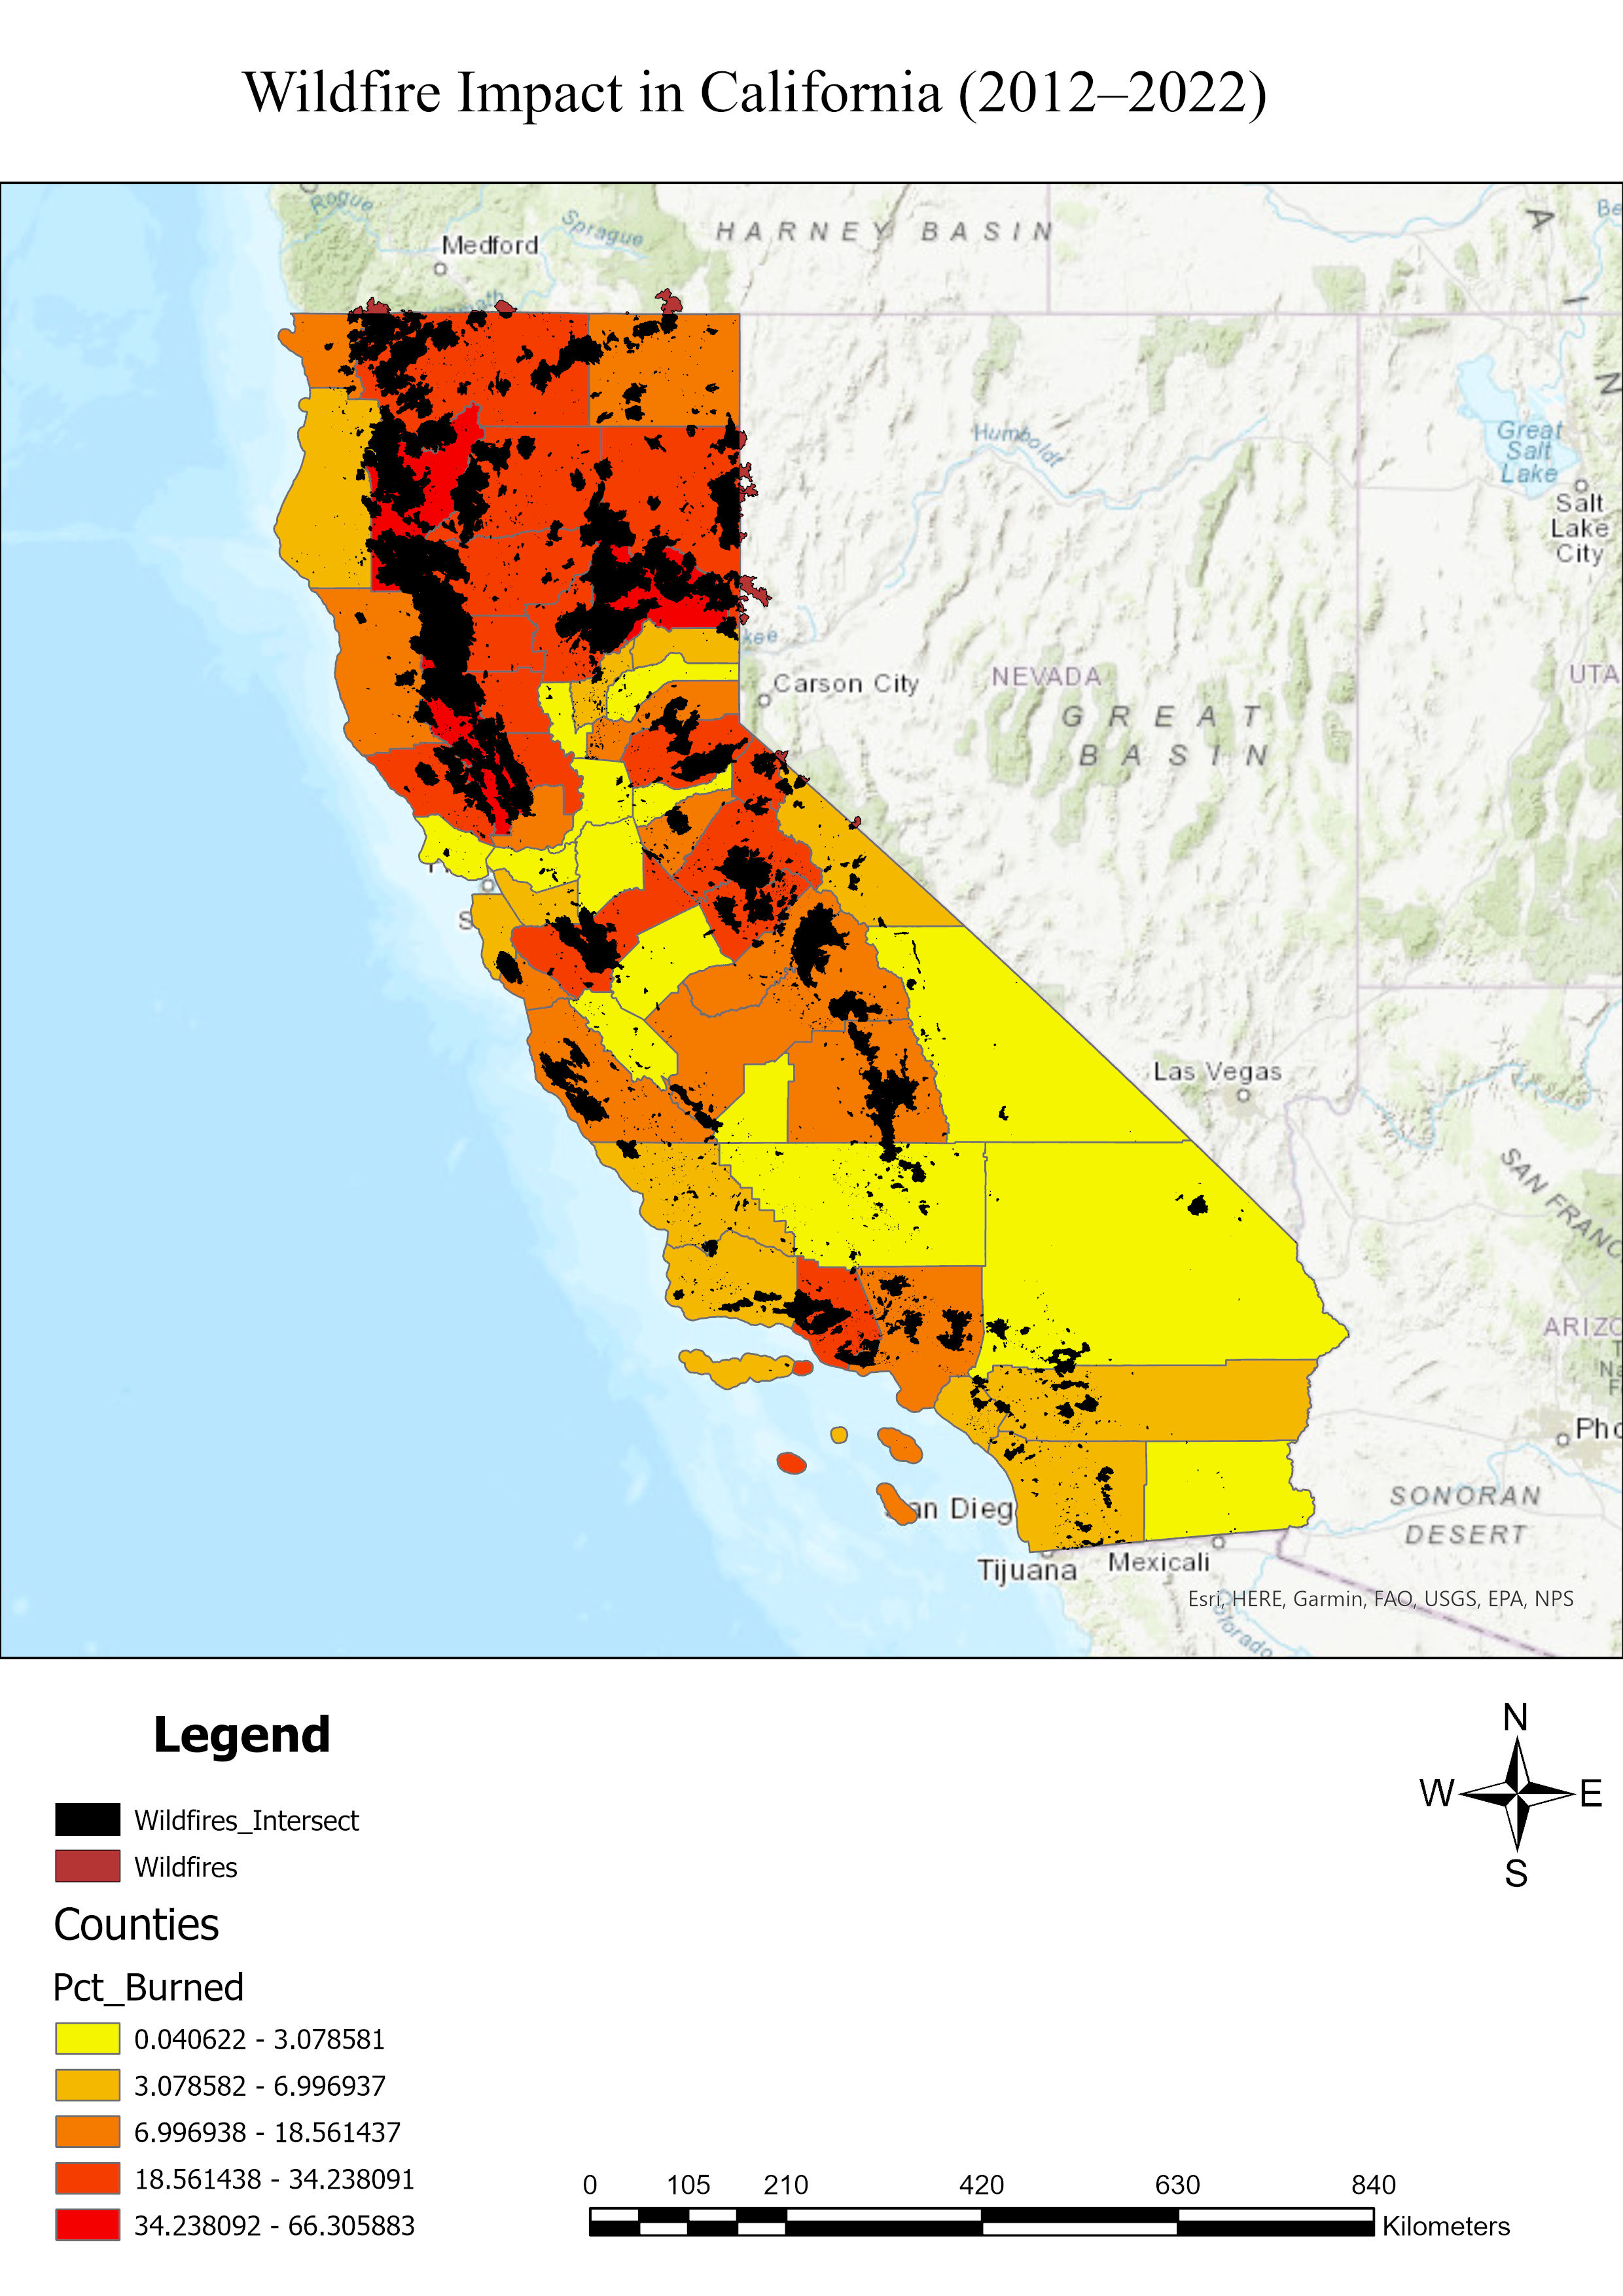 Wildfire Impact in California (2012–2022)
Rogue
Sprague
Medford
HARNEY BASIN
Humboldt
Great
Salt
Lake
Salt
Lake
City
Carson City
NEVADA
GREAT
BASIN
UTA
Las Vegas
SAN FRANC
ARIZO
Pho
SONORAN
DESERT
an Dieg
Tijuana
Mexicali
Esri, HERE, Garmin, FAO, USGS, EPA, NPS
olorado
Legend
Wildfires_Intersect
Wildfires
Counties
Pct_Burned
0.040622 - 3.078581
3.078582 - 6.996937
6.996938 - 18.561437
18.561438 - 34.238091
34.238092 - 66.305883
N
W E
S
0 105 210 420 630 840
Kilometers